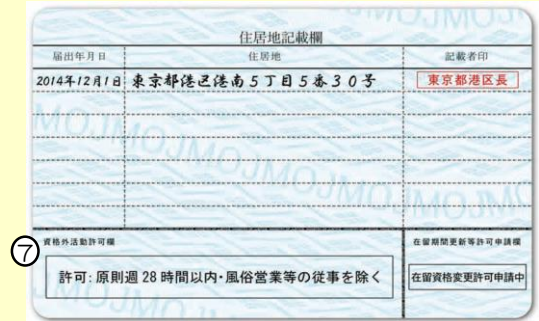 住居地記載欄
届出年月日 住居地 記載者印
2014年12月1日 東京都港区港南5丁目5番30号 東京都港区長
⑦ 資格外活動許可欄 在留期間更新等許可申請欄
許可:原則週28時間以内・風俗営業等の従事を除く 在留資格変更許可申請中
MOJMOJMOJMOJM